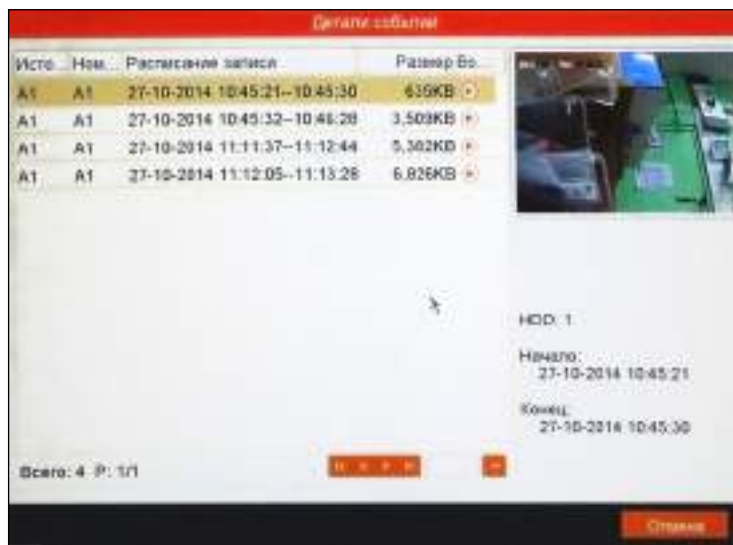 Детали событий
Исто... Ном... Расписание записи Размер Во...
A1 A1 27-10-2014 10:45:21--10:45:30 635KB
A1 A1 27-10-2014 10:45:32--10:46:28 3,509KB
A1 A1 27-10-2014 11:11:37--11:12:44 5,302KB
A1 A1 27-10-2014 11:12:05--11:13:28 6,826KB
HDD: 1
Начало:
27-10-2014 10:45:21
Конец:
27-10-2014 10:45:30
Всего: 4 P: 1/1
Отмена